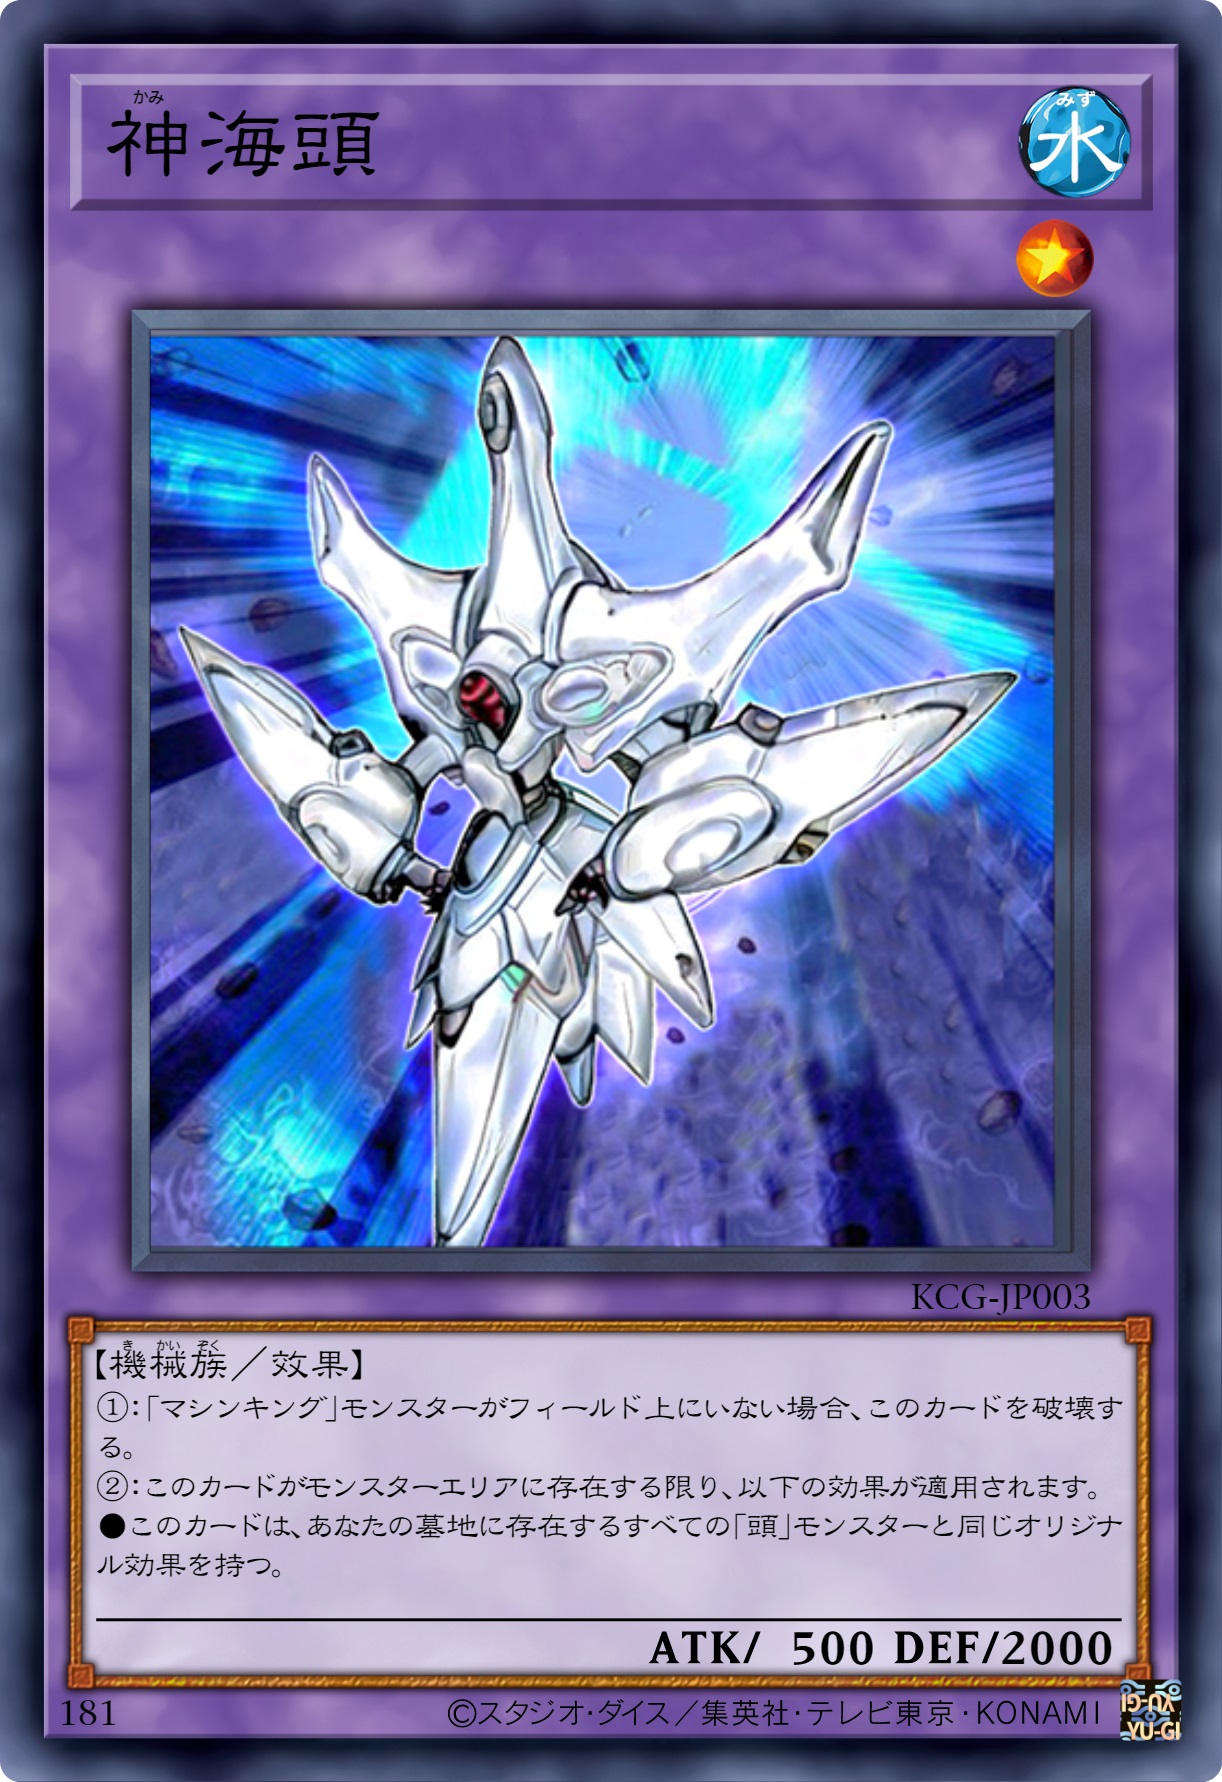 かみ
神海頭
みず
水
KCG-JP003
き かい ぞく
【機械族／効果】
①：「マシンキング」モンスターがフィールド上にいない場合、このカードを破壊す
る。
②：このカードがモンスターエリアに存在する限り、以下の効果が適用されます。
●このカードは、あなたの墓地に存在するすべての「頭」モンスターと同じオリジナ
ル効果を持つ。
ATK/ 500 DEF/2000
181
©スタジオ・ダイス／集英社・テレビ東京・KONAMI
YU-GI
YU-GI